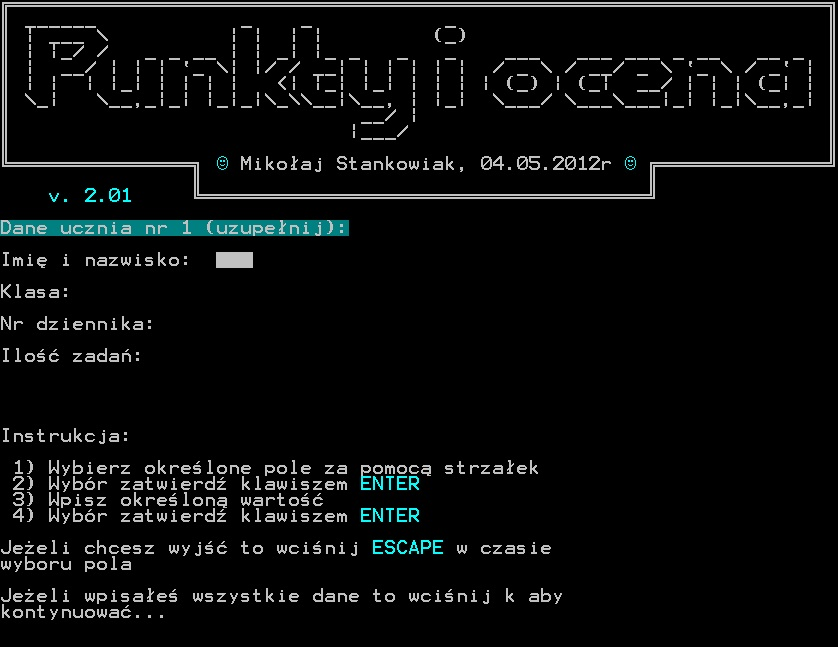 Punkty i ocena
☺ Mikołaj Stankowiak, 04.05.2012r ☺
v. 2.01
Dane ucznia nr 1 (uzupełnij):
Imię i nazwisko:
Klasa:
Nr dziennika:
Ilość zadań:
Instrukcja:
1) Wybierz określone pole za pomocą strzałek
2) Wybór zatwierdź klawiszem ENTER
3) Wpisz określoną wartość
4) Wybór zatwierdź klawiszem ENTER
Jeżeli chcesz wyjść to wciśnij ESCAPE w czasie
wyboru pola
Jeżeli wpisałeś wszystkie dane to wciśnij k aby
kontynuować...